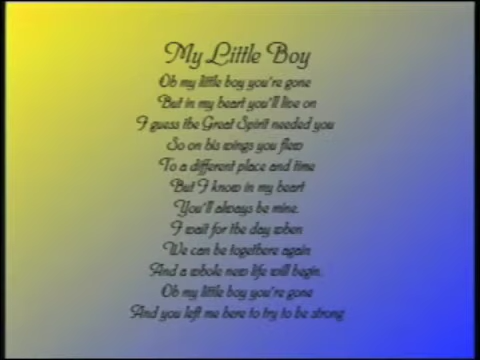 My Little Boy
Oh my little boy you're gone
But in my heart you'll live on
I guess the Great Spirit needed you
So on his wings you flew
To a different place and time
But I know in my heart
You'll always be mine.
I wait for the day when
We can be togethere again
And a whole new life will begin.
Oh my little boy you're gone
And you left me here to try to be strong